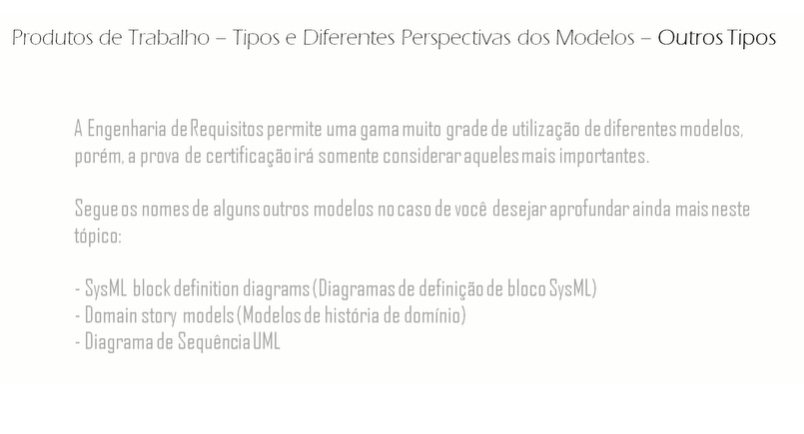 Produtos de Trabalho – Tipos e Diferentes Perspectivas dos Modelos – Outros Tipos
A Engenharia de Requisitos permite uma gama muito grade de utilização de diferentes modelos,
porém, a prova de certificação irá somente considerar aqueles mais importantes.
Segue os nomes de alguns outros modelos no caso de você desejar aprofundar ainda mais neste
tópico:
- SysML block definition diagrams (Diagramas de definição de bloco SysML)
- Domain story models (Modelos de história de domínio)
- Diagrama de Sequência UML